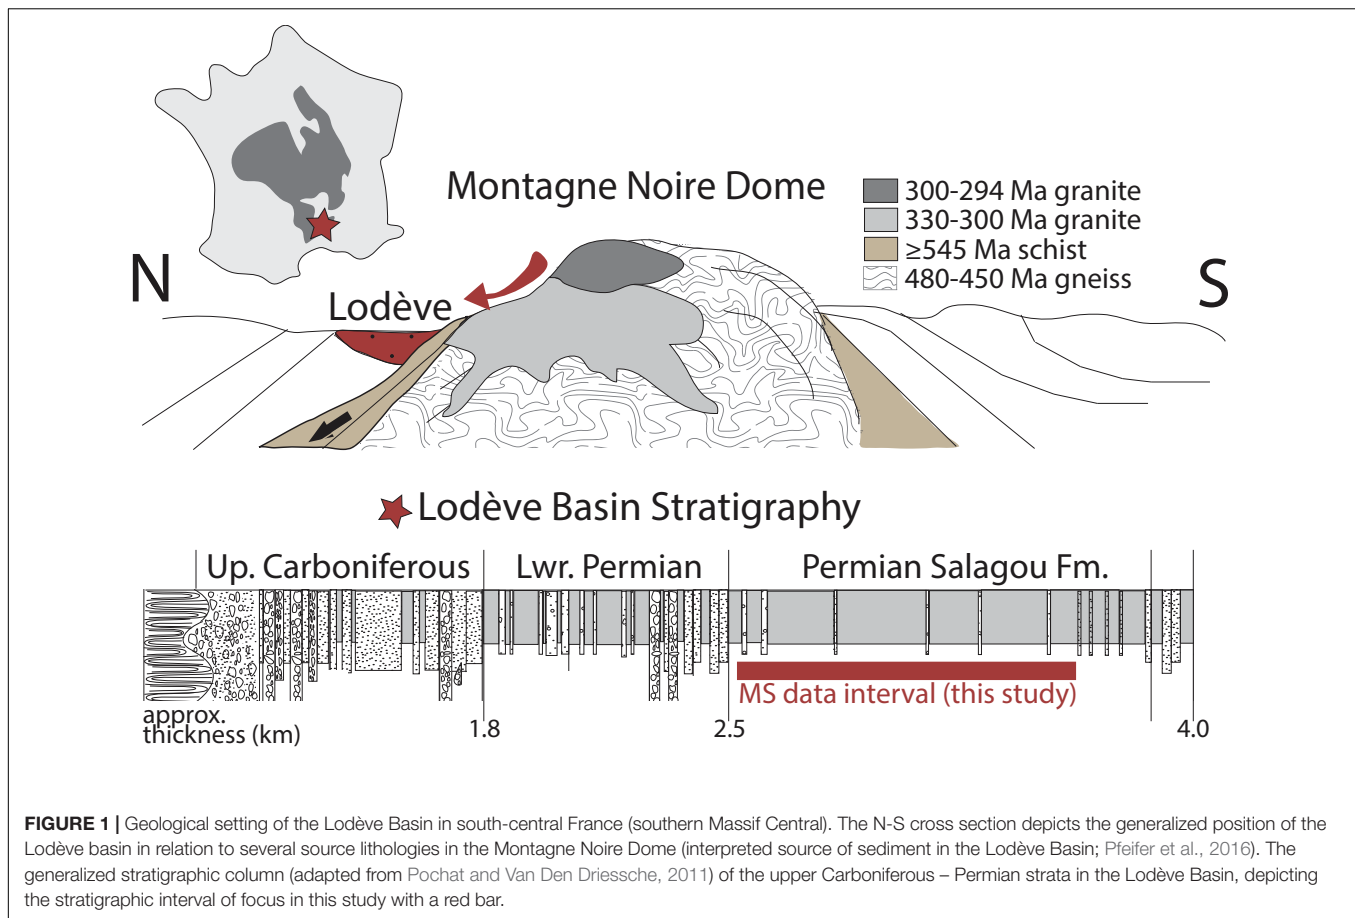 Montagne Noire Dome
300-294 Ma granite
330-300 Ma granite
≥545 Ma schist
480-450 Ma gneiss
N
S
Lodève
Lodève Basin Stratigraphy
Up. Carboniferous
Lwr. Permian
Permian Salagou Fm.
MS data interval (this study)
approx.
thickness (km)
1.8
2.5
4.0
FIGURE 1 | Geological setting of the Lodève Basin in south-central France (southern Massif Central). The N-S cross section depicts the generalized position of the
Lodève basin in relation to several source lithologies in the Montagne Noire Dome (interpreted source of sediment in the Lodève Basin; Pfeifer et al., 2016). The
generalized stratigraphic column (adapted from Pochat and Van Den Driessche, 2011) of the upper Carboniferous – Permian strata in the Lodève Basin, depicting
the stratigraphic interval of focus in this study with a red bar.